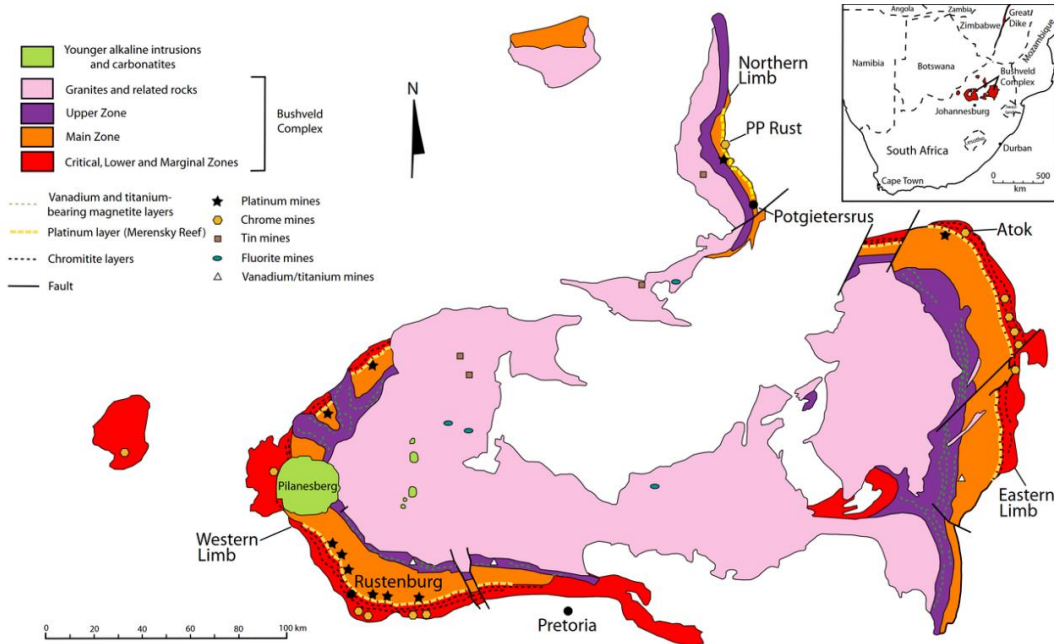 Younger alkaline intrusions
and carbonatites
Granites and related rocks
Upper Zone
Main Zone
Critical, Lower and Marginal Zones
Bushveld
Complex
Vanadium and titanium-
bearing magnetite layers
Platinum layer (Merensky Reef)
Chromitite layers
Fault
Platinum mines
Chrome mines
Tin mines
Fluorite mines
Vanadium/titanium mines
N
Northern
Limb
PP Rust
Potgietersrus
Angola
Zambia
Zimbabwe
Great
Dike
Mozambique
Namibia
Botswana
Bushveld
Complex
Johannesburg
South Africa
Lesotho
Durban
Cape Town
0 500
km
Atok
Eastern
Limb
Pilanesberg
Western
Limb
Rustenburg
Pretoria
0 20 40 60 80 100 km